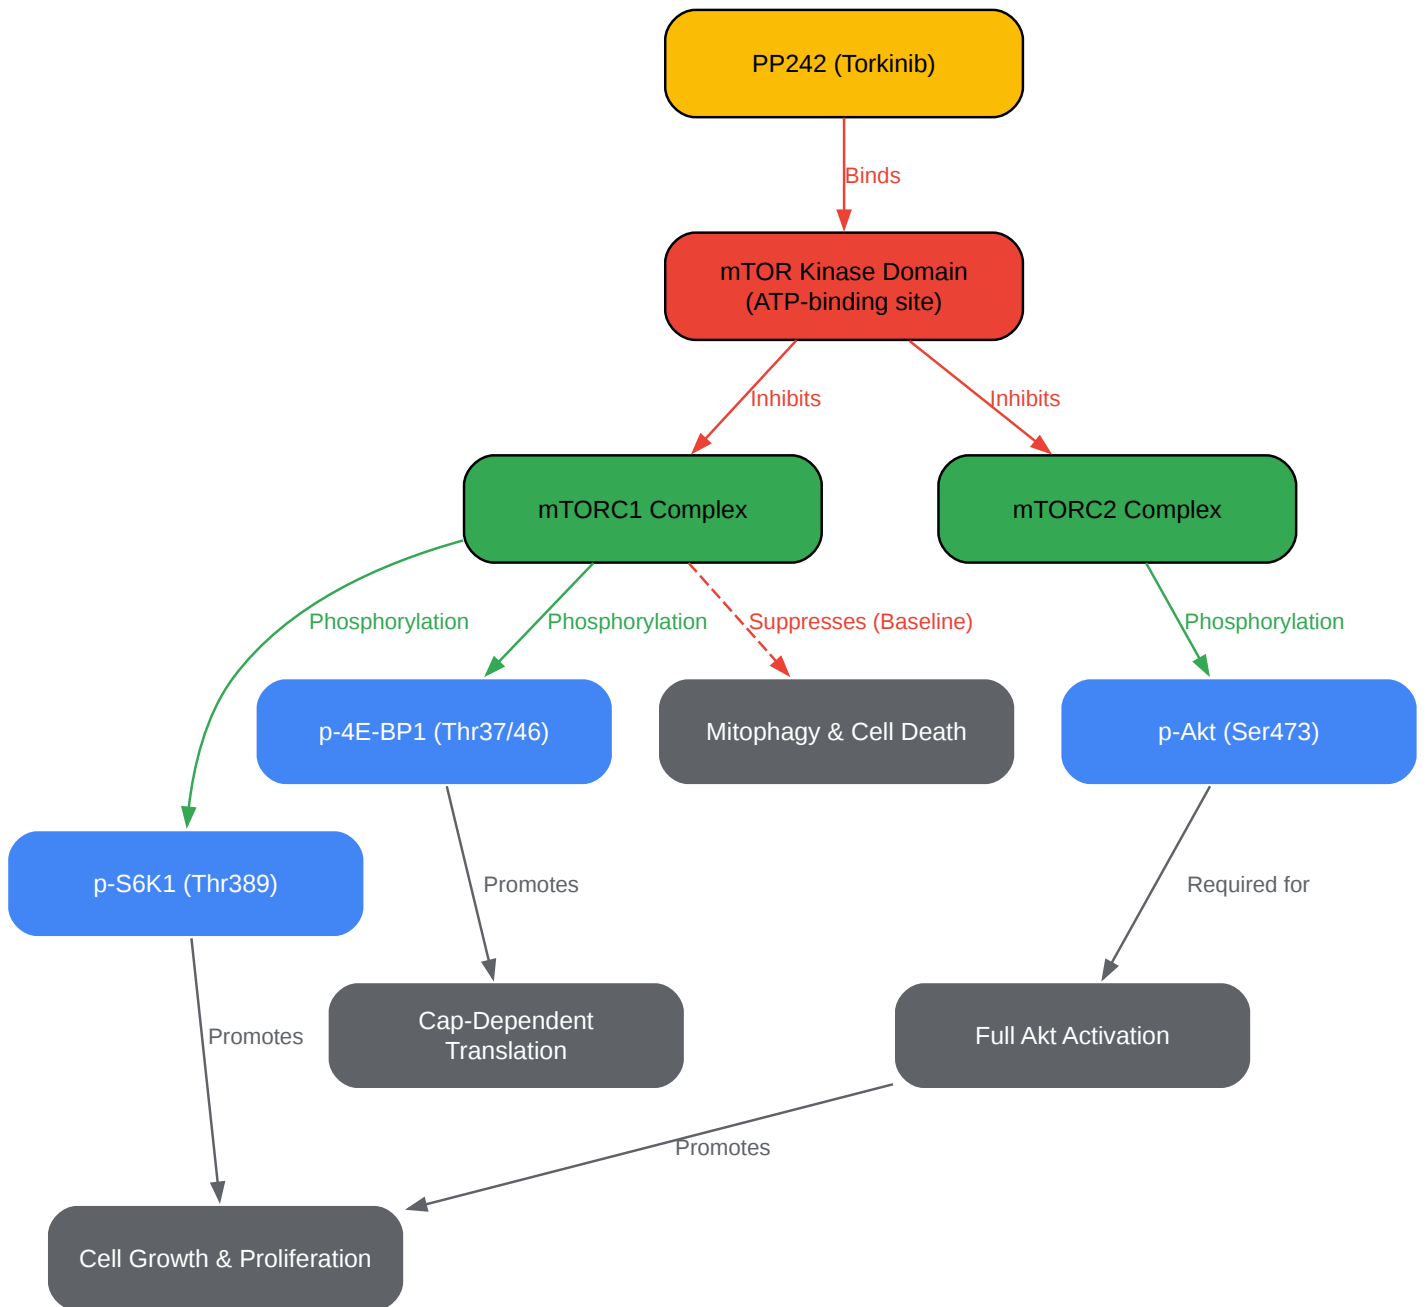 PP242 (Torkinib)
Binds
mTOR Kinase Domain
(ATP-binding site)
Inhibits
Inhibits
mTORC1 Complex
mTORC2 Complex
Phosphorylation
Phosphorylation
Suppresses (Baseline)
Phosphorylation
p-4E-BP1 (Thr37/46)
Mitophagy & Cell Death
p-Akt (Ser473)
p-S6K1 (Thr389)
Promotes
Required for
Promotes
Cap-Dependent
Translation
Full Akt Activation
Promotes
Cell Growth & Proliferation